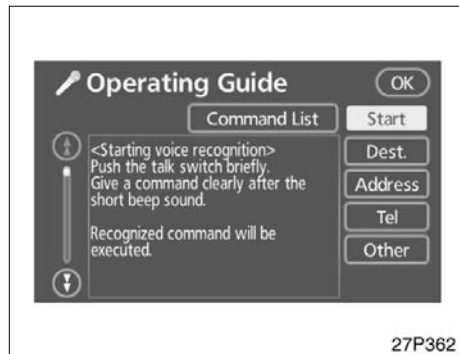 Operating Guide
OK
Command List
Start
<Starting voice recognition>
Push the talk switch briefly.
Give a command clearly after the
short beep sound.
Recognized command will be
executed.
Dest.
Address
Tel
Other
27P362